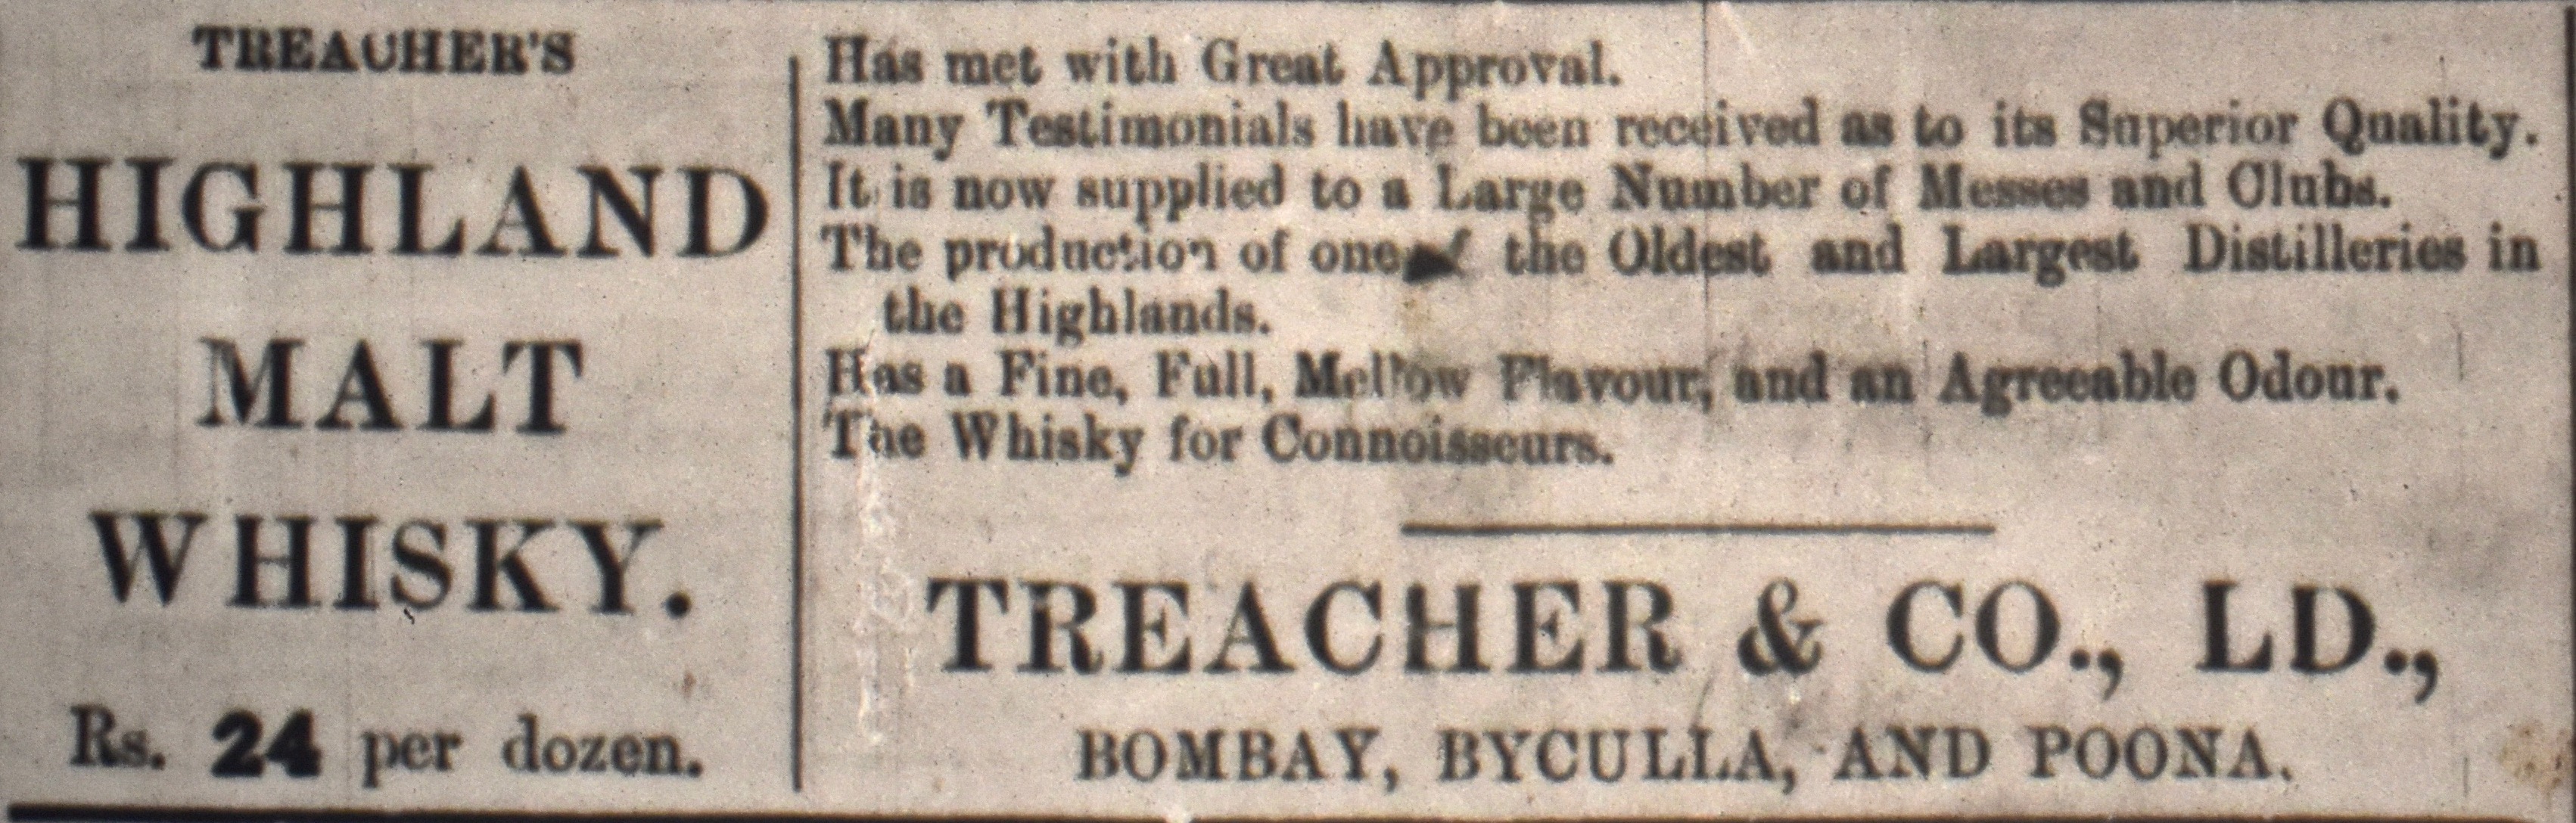 TREACHER'S
HIGHLAND
MALT
WHISKY.
Rs. 24 per dozen.
Has met with Great Approval.
Many Testimonials have been received as to its Superior Quality.
It is now supplied to a Large Number of Messes and Clubs.
The production of one of the Oldest and Largest Distilleries in
the Highlands.
Has a Fine, Full, Mellow Flavour, and an Agreeable Odour.
The Whisky for Connoisseurs.
TREACHER & CO., LD.,
BOMBAY, BYCULLA, AND POONA.